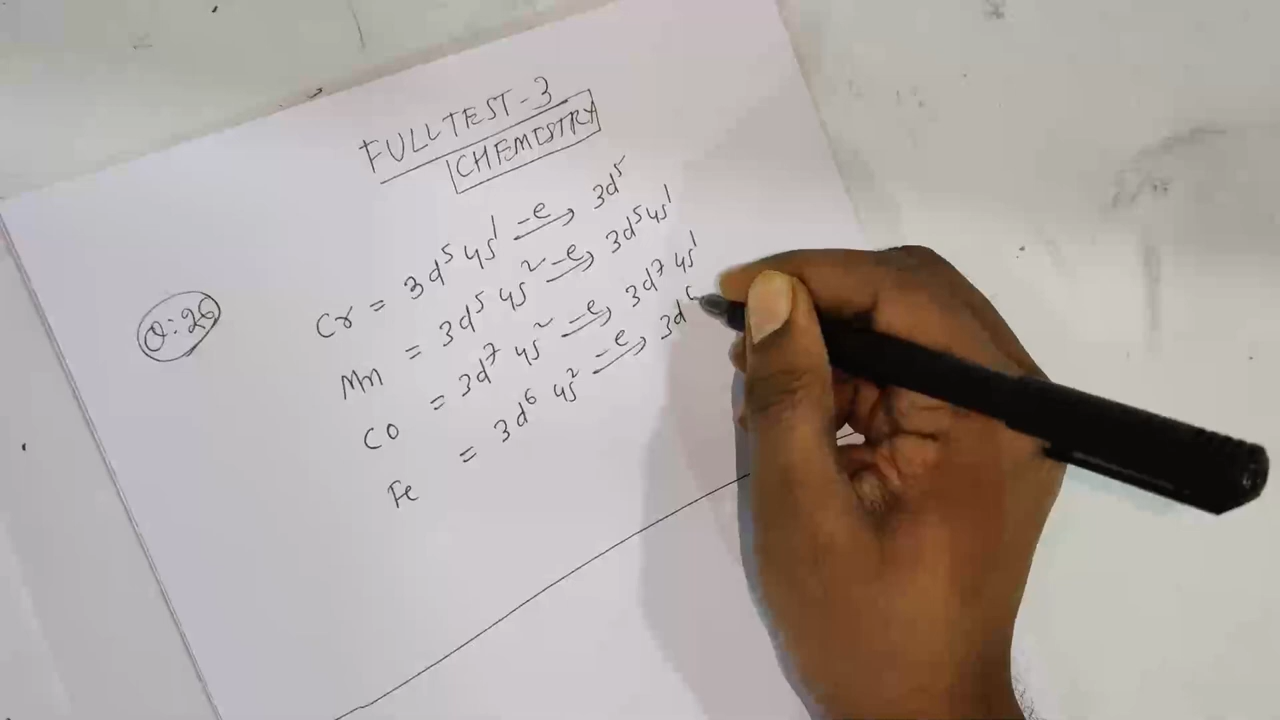 FULLTEST-3
CHEMISTRY
Q:26
Cr = 3d⁵ 4s¹ -e→ 3d⁵
Mn = 3d⁵ 4s² -e→ 3d⁵ 4s¹
CO = 3d⁷ 4s² -e→ 3d⁷ 4s¹
Fe = 3d⁶ 4s² -e→ 3d⁶